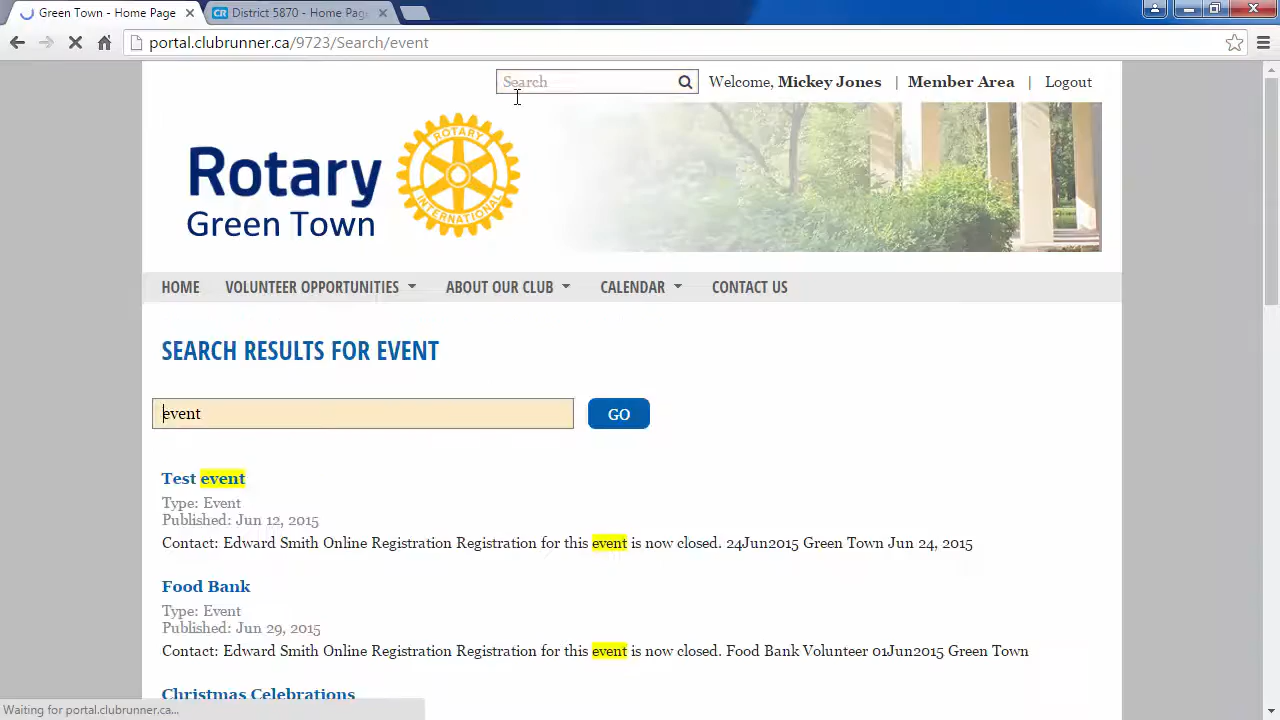 Green Town - Home Page
CR District 5870 - Home Page
portal.clubrunner.ca/9723/Search/event
Search
Welcome, Mickey Jones | Member Area | Logout
Rotary
Green Town
ROTARY
INTERNATIONAL
HOME VOLUNTEER OPPORTUNITIES ABOUT OUR CLUB CALENDAR CONTACT US
SEARCH RESULTS FOR EVENT
event
GO
Test event
Type: Event
Published: Jun 12, 2015
Contact: Edward Smith Online Registration Registration for this event is now closed. 24Jun2015 Green Town Jun 24, 2015
Food Bank
Type: Event
Published: Jun 29, 2015
Contact: Edward Smith Online Registration Registration for this event is now closed. Food Bank Volunteer 01Jun2015 Green Town
Christmas Celebrations
Waiting for portal.clubrunner.ca...